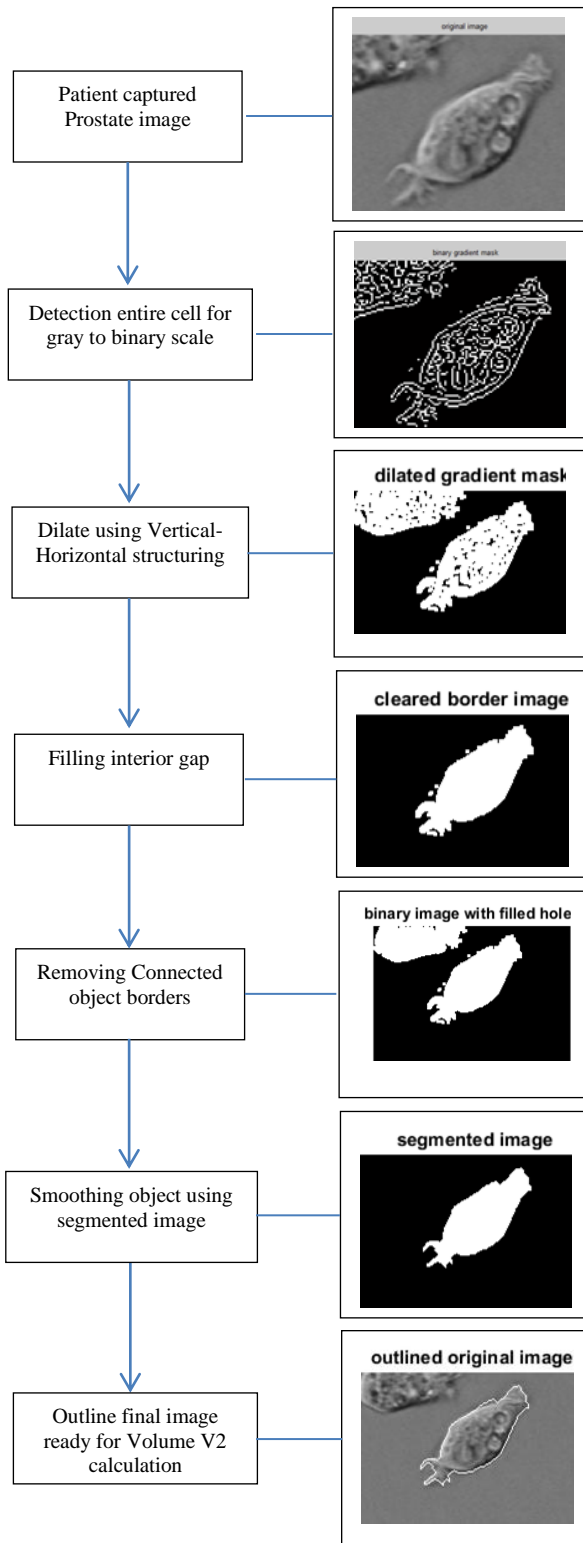 original image
Patient captured
Prostate image
binary gradient mask
Detection entire cell for
gray to binary scale
dilated gradient mask
Dilate using Vertical-
Horizontal structuring
cleared border image
Filling interior gap
binary image with filled hole
Removing Connected
object borders
segmented image
Smoothing object using
segmented image
outlined original image
Outline final image
ready for Volume V2
calculation